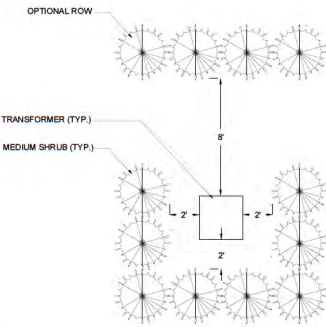 OPTIONAL ROW
TRANSFORMER (TYP.)
8'
MEDIUM SHRUB (TYP.)
2'
2'
2'